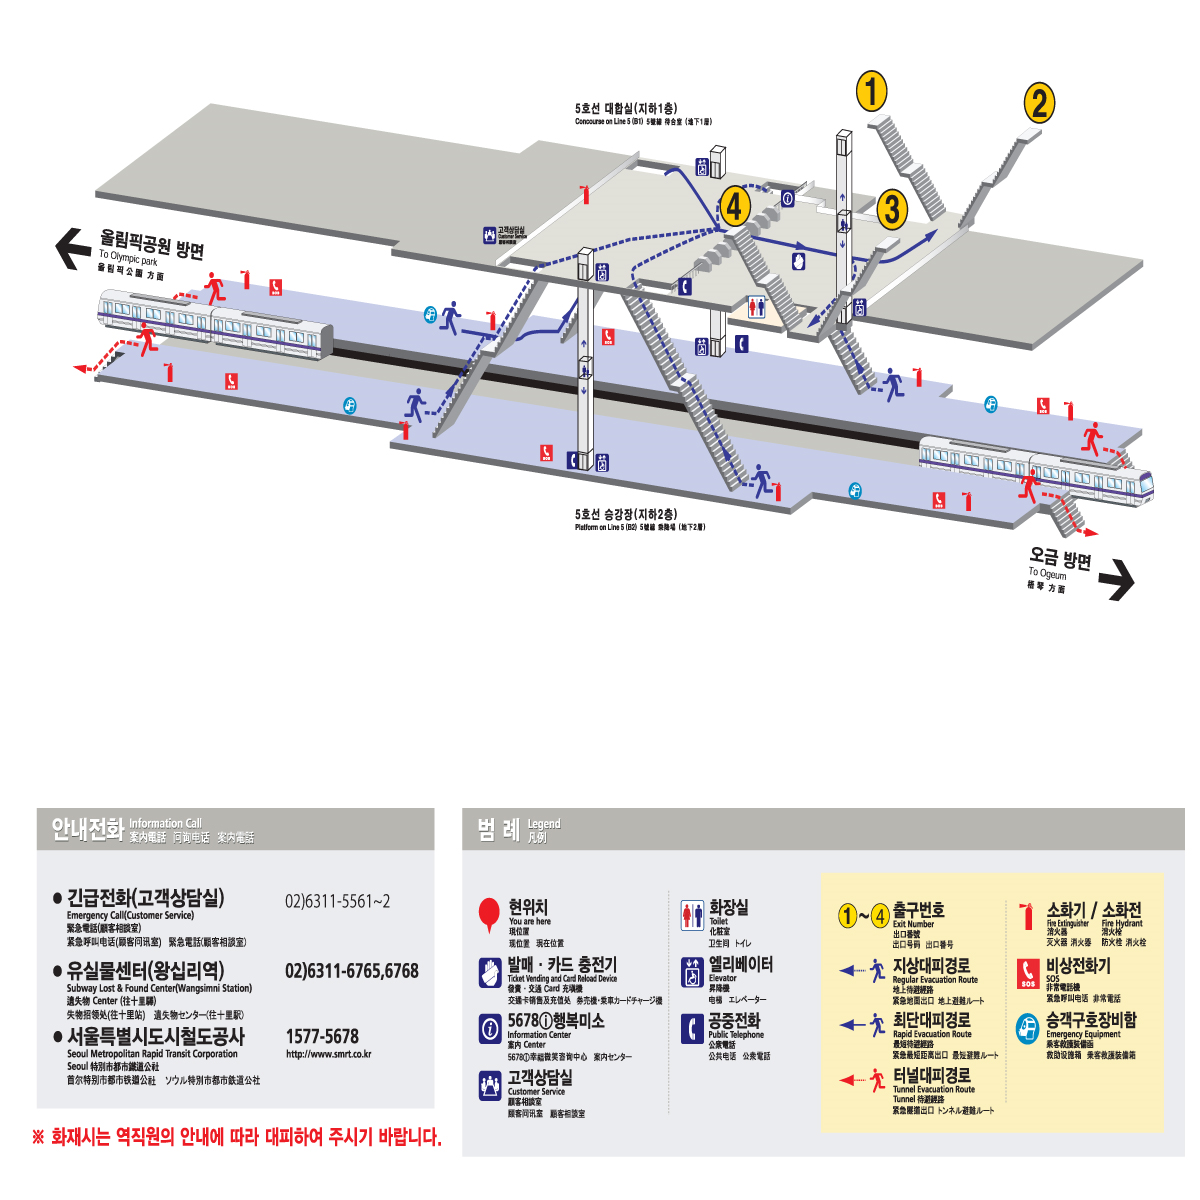 1
2
5호선 대합실(지하1층)
Concourse on Line 5 (B1) 5號線 待合室 (地下1層)
4
3
고객상담실
Customer Service
顧客相談室
올림픽공원 방면
To Olympic park
올림픽公園 方面
SOS
SOS
SOS
SOS
SOS
SOS
5호선 승강장(지하2층)
Platform on Line 5 (B2) 5號線 乘降場 (地下2層)
오금 방면
To Ogeum
梧琴 方面
안내전화 Information Call
案內電話 问询电话 案内電話
● 긴급전화(고객상담실) 02)6311-5561~2
Emergency Call(Customer Service)
緊急電話(顧客相談室)
紧急呼叫电话(顾客问讯室) 緊急電話(顧客相談室)
● 유실물센터(왕십리역) 02)6311-6765,6768
Subway Lost & Found Center(Wangsimni Station)
遺失物 Center (往十里驛)
失物招领处(往十里站) 遺失物センター(往十里駅)
● 서울특별시도시철도공사 1577-5678
Seoul Metropolitan Rapid Transit Corporation http://www.smrt.co.kr
Seoul 特別市都市鐵道公社
首尔特别市都市铁道公社 ソウル特別市都市鉄道公社
※ 화재시는 역직원의 안내에 따라 대피하여 주시기 바랍니다.
범 례 Legend
凡例
현위치
You are here
現位置
现位置 現在位置
발매 · 카드 충전기
Ticket Vending and Card Reload Device
發賣 · 交通 Card 充塡機
交通卡销售及充值处 券売機·乗車カードチャージ機
5678ⓘ행복미소
Information Center
案內 Center
5678ⓘ幸福微笑咨询中心 案内センター
고객상담실
Customer Service
顧客相談室
顾客问讯室 顧客相談室
화장실
Toilet
化粧室
卫生间 トイレ
엘리베이터
Elevator
昇降機
电梯 エレベーター
공중전화
Public Telephone
公衆電話
公共电话 公衆電話
1~4 출구번호
Exit Number
出口番號
出口号码 出口番号
지상대피경로
Regular Evacuation Route
地上待避經路
紧急地面出口 地上避難ルート
최단대피경로
Rapid Evacuation Route
最短待避經路
紧急最短距离出口 最短避難ルート
터널대피경로
Tunnel Evacuation Route
Tunnel 待避經路
紧急隧道出口 トンネル避難ルート
소화기 / 소화전
Fire Extinguisher Fire Hydrant
消火器 消火栓
灭火器 消火器 防火栓 消火栓
SOS
비상전화기
SOS
非常電話機
紧急呼叫电话 非常電話
승객구호장비함
Emergency Equipment
乘客救護裝備函
救助设施箱 乗客救護装備箱